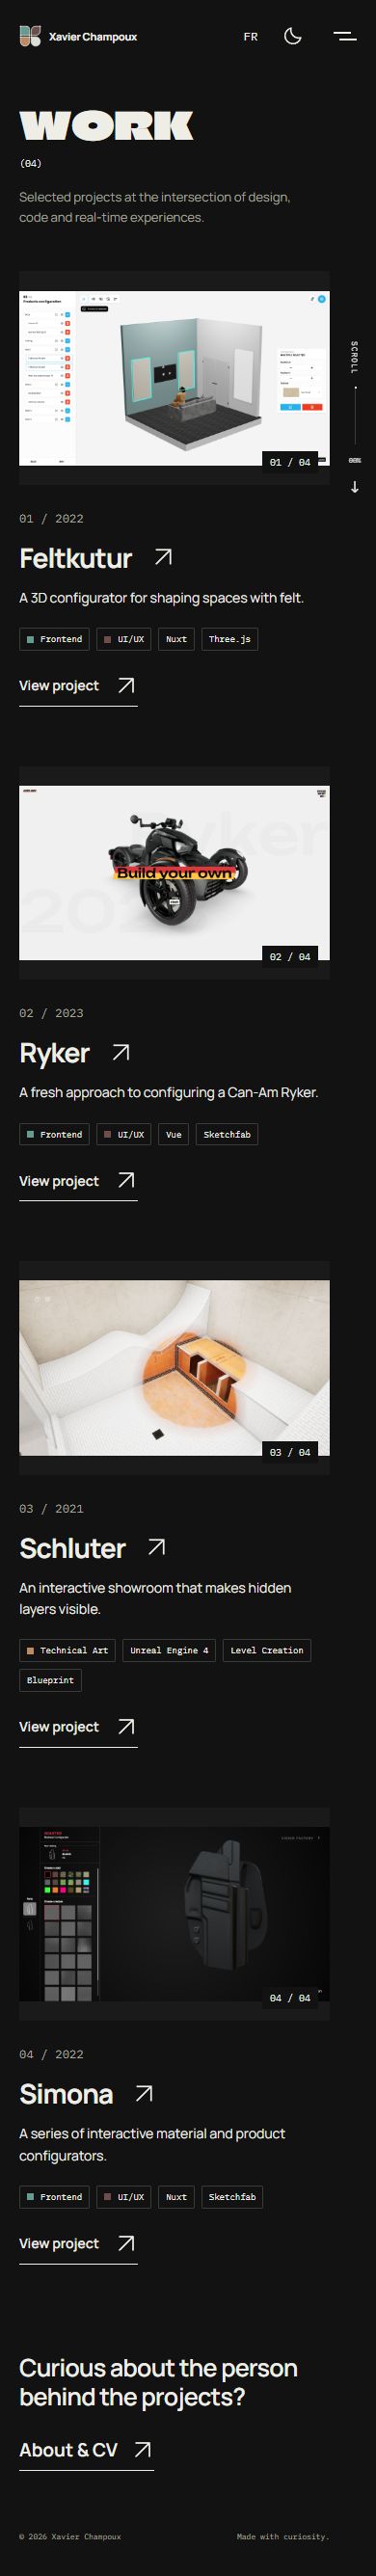 Xavier Champoux
FR
WORK
(04)
Selected projects at the intersection of design,
code and real-time experiences.
SCROLL
Products configuration
01 / 04
01 / 2022
Feltkutur
A 3D configurator for shaping spaces with felt.
Frontend
UI/UX
Nuxt
Three.js
View project
Build your own
02 / 04
02 / 2023
Ryker
A fresh approach to configuring a Can-Am Ryker.
Frontend
UI/UX
Vue
Sketchfab
View project
03 / 04
03 / 2021
Schluter
An interactive showroom that makes hidden
layers visible.
Technical Art
Unreal Engine 4
Level Creation
Blueprint
View project
04 / 04
04 / 2022
Simona
A series of interactive material and product
configurators.
Frontend
UI/UX
Nuxt
Sketchfab
View project
Curious about the person
behind the projects?
About & CV
© 2026 Xavier Champoux
Made with curiosity.